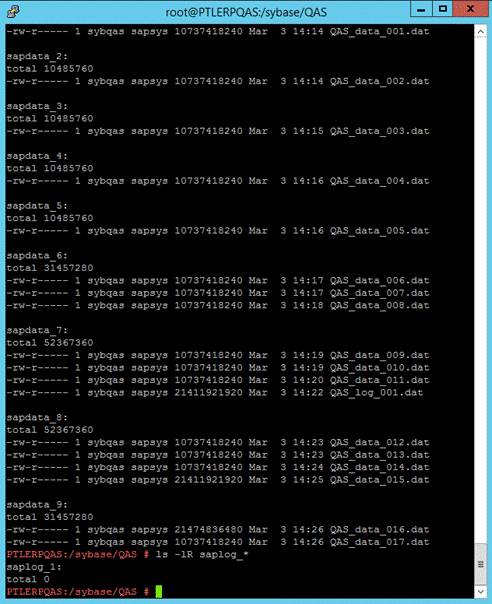 root@PTLERPQAS:/sybase/QAS
-rw-r----- 1 sybqas sapsys 10737418240 Mar  3 14:14 QAS_data_001.dat
sapdata_2:
total 10485760
-rw-r----- 1 sybqas sapsys 10737418240 Mar  3 14:14 QAS_data_002.dat
sapdata_3:
total 10485760
-rw-r----- 1 sybqas sapsys 10737418240 Mar  3 14:15 QAS_data_003.dat
sapdata_4:
total 10485760
-rw-r----- 1 sybqas sapsys 10737418240 Mar  3 14:16 QAS_data_004.dat
sapdata_5:
total 10485760
-rw-r----- 1 sybqas sapsys 10737418240 Mar  3 14:16 QAS_data_005.dat
sapdata_6:
total 31457280
-rw-r----- 1 sybqas sapsys 10737418240 Mar  3 14:17 QAS_data_006.dat
-rw-r----- 1 sybqas sapsys 10737418240 Mar  3 14:17 QAS_data_007.dat
-rw-r----- 1 sybqas sapsys 10737418240 Mar  3 14:18 QAS_data_008.dat
sapdata_7:
total 52367360
-rw-r----- 1 sybqas sapsys 10737418240 Mar  3 14:19 QAS_data_009.dat
-rw-r----- 1 sybqas sapsys 10737418240 Mar  3 14:19 QAS_data_010.dat
-rw-r----- 1 sybqas sapsys 10737418240 Mar  3 14:20 QAS_data_011.dat
-rw-r----- 1 sybqas sapsys 21411921920 Mar  3 14:22 QAS_log_001.dat
sapdata_8:
total 52367360
-rw-r----- 1 sybqas sapsys 10737418240 Mar  3 14:23 QAS_data_012.dat
-rw-r----- 1 sybqas sapsys 10737418240 Mar  3 14:23 QAS_data_013.dat
-rw-r----- 1 sybqas sapsys 10737418240 Mar  3 14:24 QAS_data_014.dat
-rw-r----- 1 sybqas sapsys 21411921920 Mar  3 14:25 QAS_data_015.dat
sapdata_9:
total 31457280
-rw-r----- 1 sybqas sapsys 21474836480 Mar  3 14:26 QAS_data_016.dat
-rw-r----- 1 sybqas sapsys 10737418240 Mar  3 14:26 QAS_data_017.dat
PTLERPQAS:/sybase/QAS # ls -lR saplog_*
saplog_1:
total 0
PTLERPQAS:/sybase/QAS #